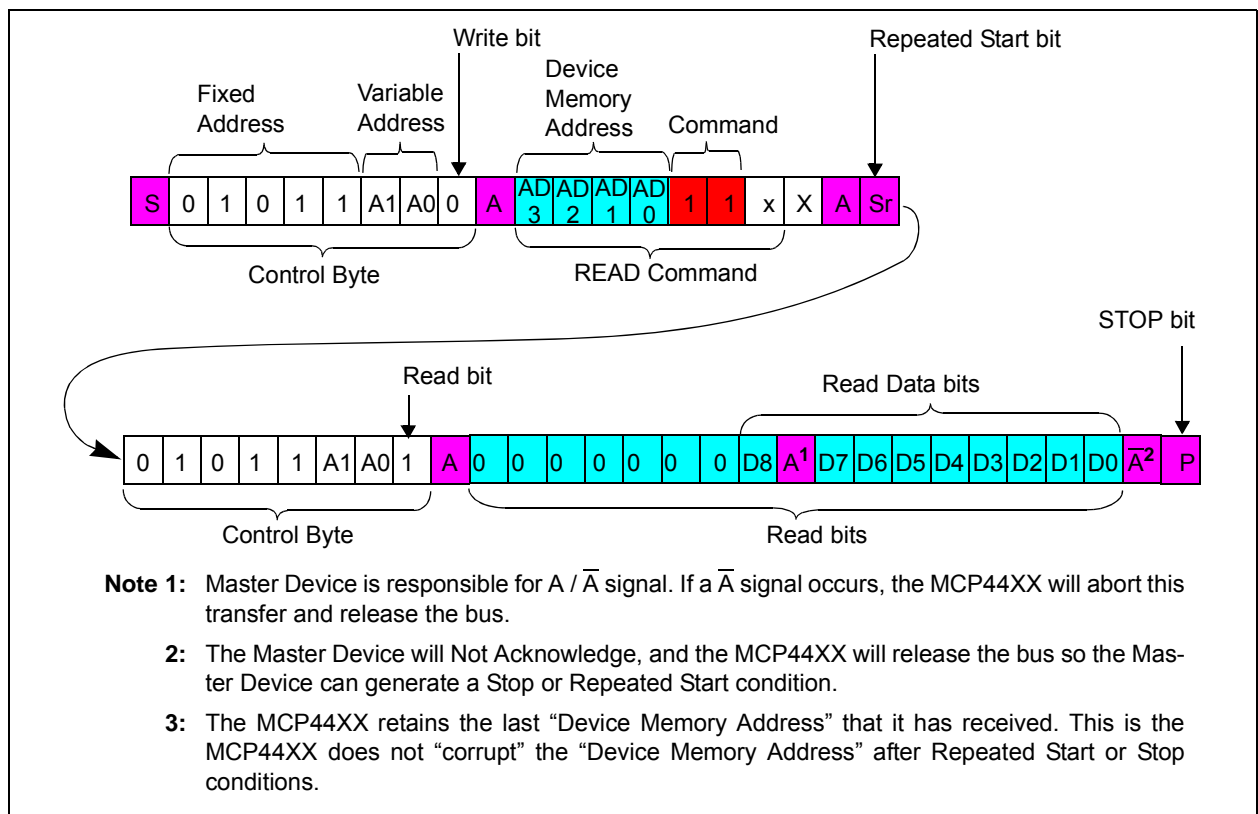 Write bit
Repeated Start bit
Device
Memory
Address
Fixed
Address
Variable
Address
Command
S 0 1 0 1 1 A1 A0 0 A AD3 AD2 AD1 AD0 1 1 x X A Sr
Control Byte
READ Command
STOP bit
Read bit
Read Data bits
0 1 0 1 1 A1 A0 1 A 0 0 0 0 0 0 0 D8 A¹ D7 D6 D5 D4 D3 D2 D1 D0 A̅² P
Control Byte
Read bits
Note 1: Master Device is responsible for A / A̅ signal. If a A̅ signal occurs, the MCP44XX will abort this
transfer and release the bus.
2: The Master Device will Not Acknowledge, and the MCP44XX will release the bus so the Mas-
ter Device can generate a Stop or Repeated Start condition.
3: The MCP44XX retains the last “Device Memory Address” that it has received. This is the
MCP44XX does not “corrupt” the “Device Memory Address” after Repeated Start or Stop
conditions.